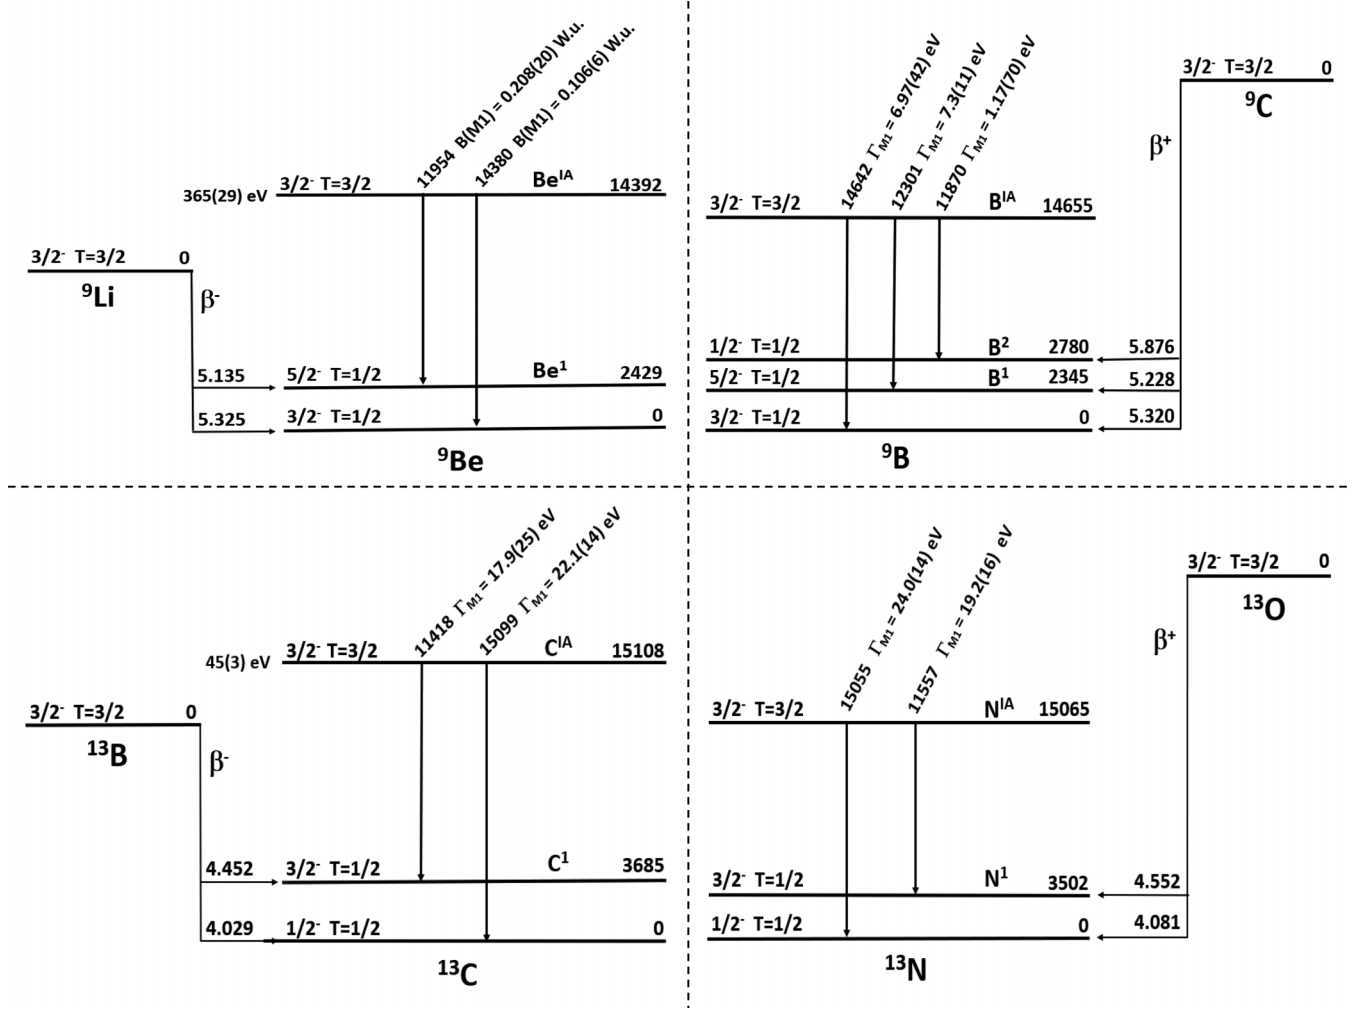 11954 B(M1) = 0.208(20) W.u.
14380 B(M1) = 0.106(6) W.u.
365(29) eV
3/2- T=3/2 Be^IA 14392
3/2- T=3/2 0
⁹Li
β-
5.135
5/2- T=1/2 Be¹ 2429
5.325
3/2- T=1/2 0
⁹Be
14642 Γ_M1 = 6.97(42) eV
12301 Γ_M1 = 7.3(11) eV
11870 Γ_M1 = 1.17(70) eV
3/2- T=3/2 0
⁹C
β+
3/2- T=3/2 B^IA 14655
1/2- T=1/2 B² 2780 5.876
5/2- T=1/2 B¹ 2345 5.228
3/2- T=1/2 0 5.320
⁹B
11418 Γ_M1 = 17.9(25) eV
15099 Γ_M1 = 22.1(14) eV
45(3) eV
3/2- T=3/2 C^IA 15108
3/2- T=3/2 0
¹³B
β-
4.452
3/2- T=1/2 C¹ 3685
4.029
1/2- T=1/2 0
¹³C
15055 Γ_M1 = 24.0(14) eV
11557 Γ_M1 = 19.2(16) eV
3/2- T=3/2 0
¹³O
β+
3/2- T=3/2 N^IA 15065
3/2- T=1/2 N¹ 3502 4.552
1/2- T=1/2 0 4.081
¹³N